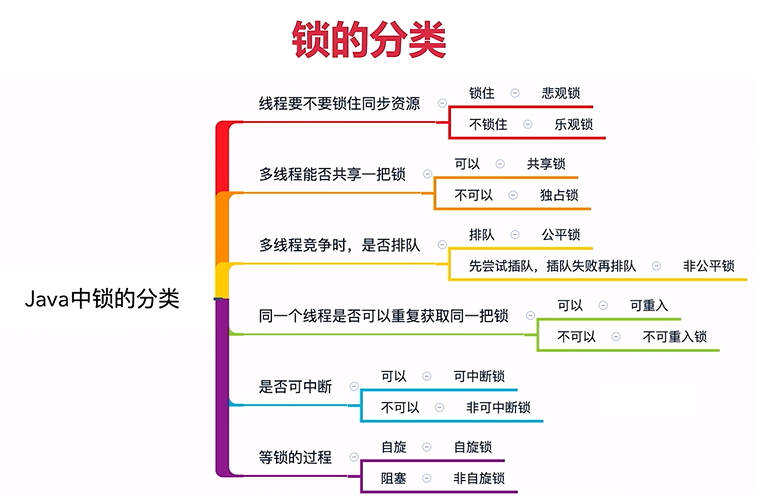 锁的分类
Java中锁的分类
线程要不要锁住同步资源
锁住 悲观锁
不锁住 乐观锁
多线程能否共享一把锁
可以 共享锁
不可以 独占锁
多线程竞争时，是否排队
排队 公平锁
先尝试插队，插队失败再排队 非公平锁
同一个线程是否可以重复获取同一把锁
可以 可重入
不可以 不可重入锁
是否可中断
可以 可中断锁
不可以 非可中断锁
等锁的过程
自旋 自旋锁
阻塞 非自旋锁